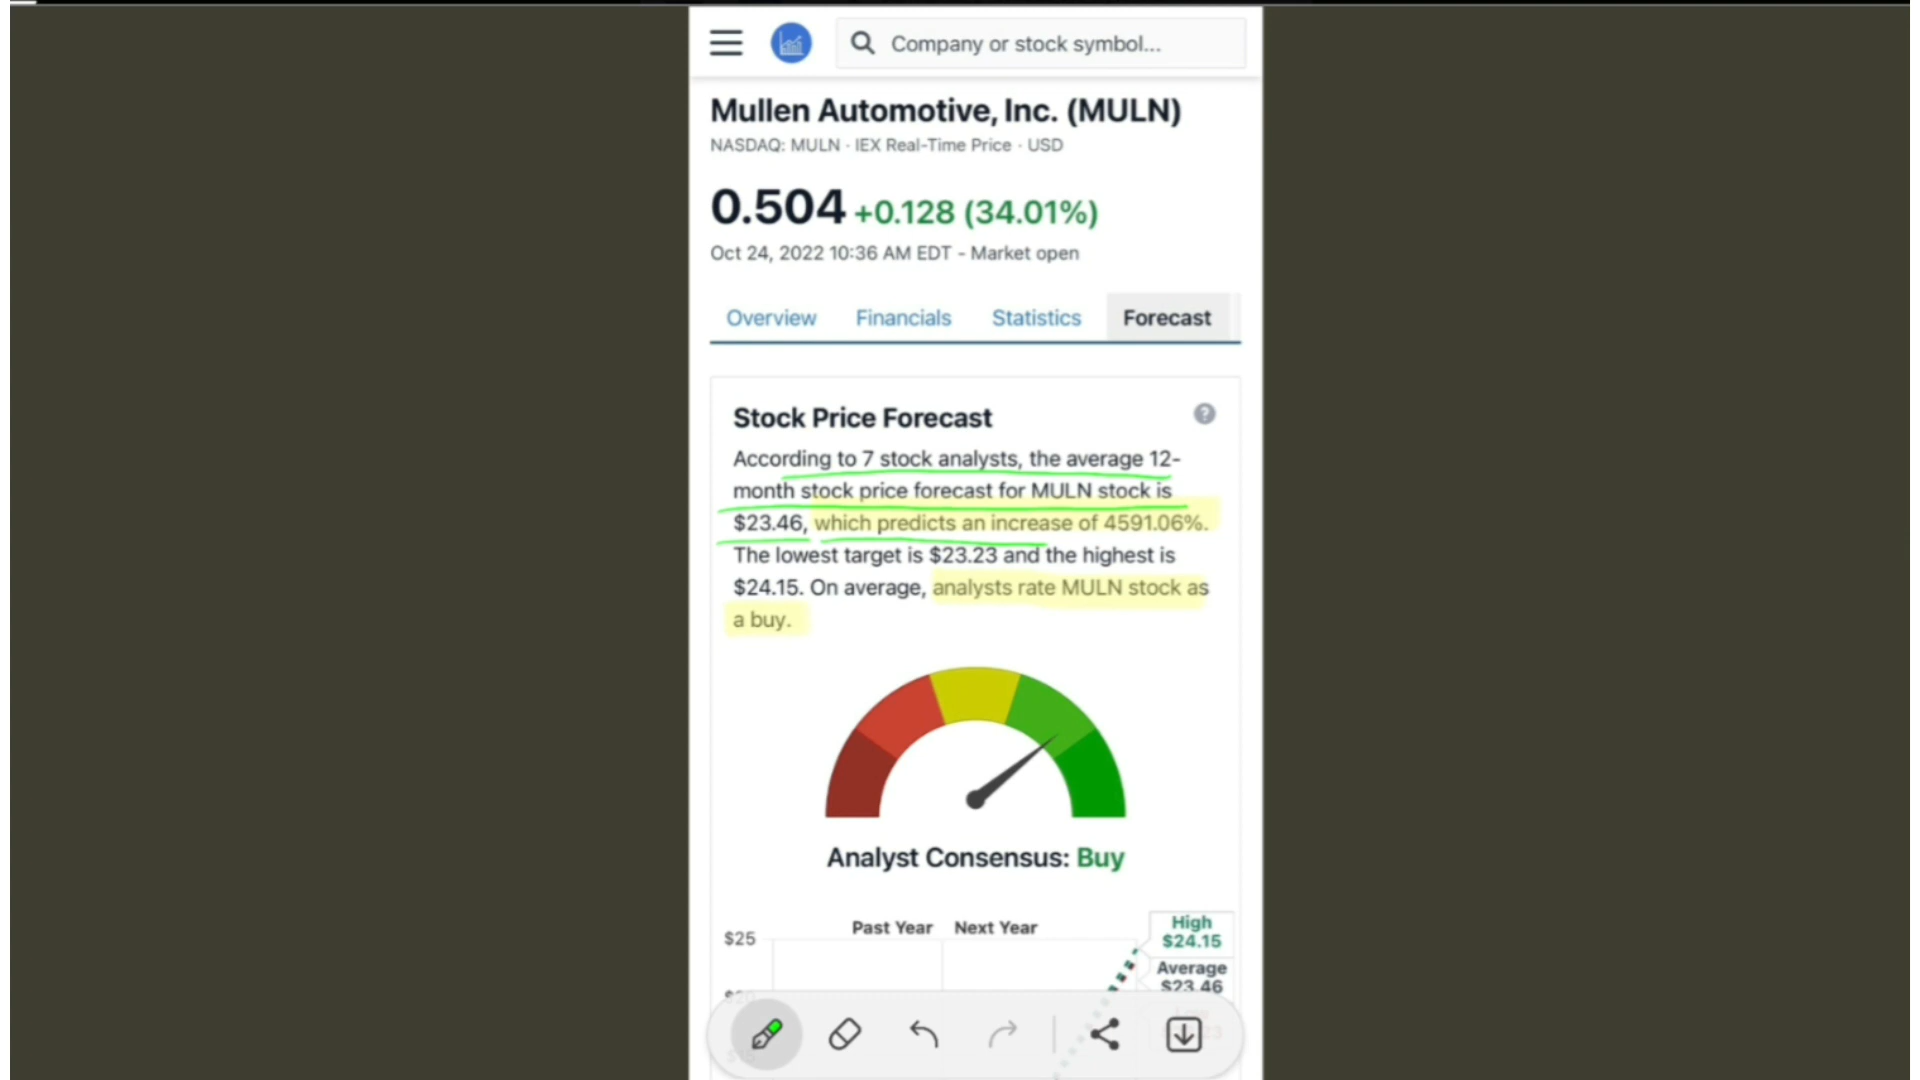 Company or stock symbol...
Mullen Automotive, Inc. (MULN)
NASDAQ: MULN · IEX Real-Time Price · USD
0.504 +0.128 (34.01%)
Oct 24, 2022 10:36 AM EDT - Market open
Overview Financials Statistics Forecast
Stock Price Forecast
According to 7 stock analysts, the average 12-
month stock price forecast for MULN stock is
$23.46, which predicts an increase of 4591.06%.
The lowest target is $23.23 and the highest is
$24.15. On average, analysts rate MULN stock as
a buy.
Analyst Consensus: Buy
Past Year Next Year
High
$24.15
$25
Average
$23.46